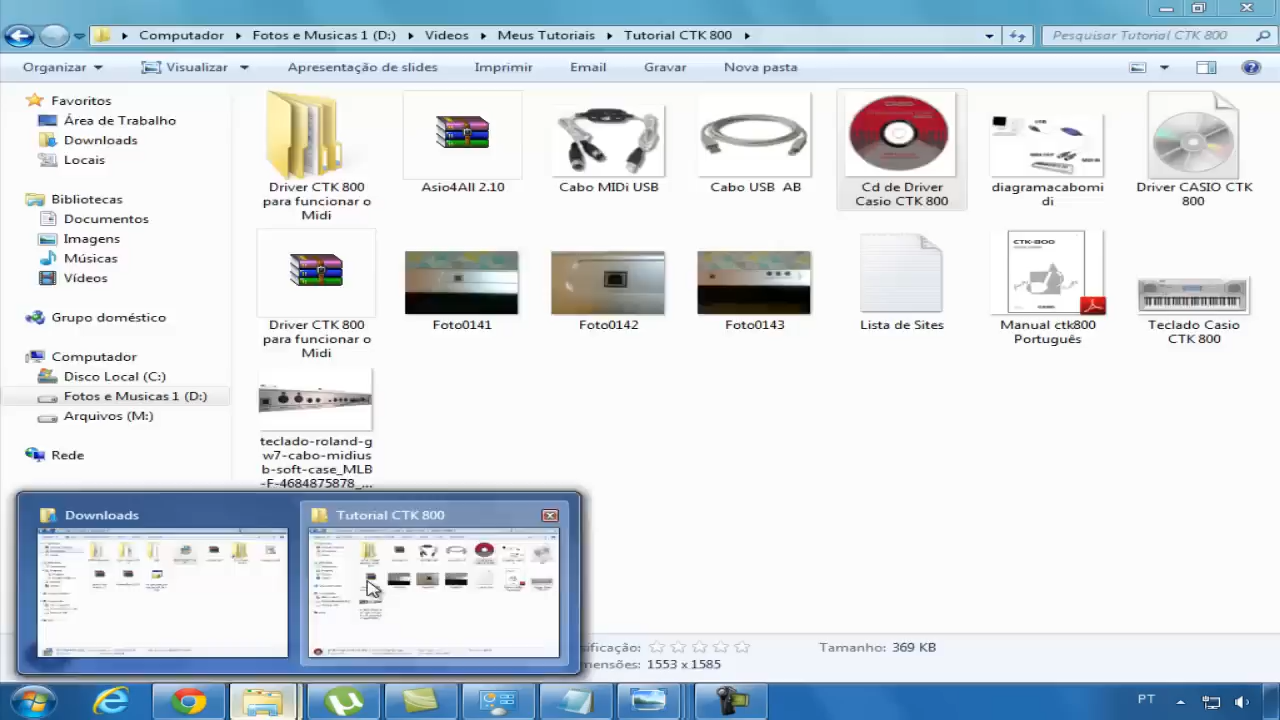 Computador Fotos e Musicas 1 (D:) Videos Meus Tutoriais Tutorial CTK 800
Pesquisar Tutorial CTK 800
Organizar Visualizar Apresentação de slides Imprimir Email Gravar Nova pasta
Favoritos
Área de Trabalho
Downloads
Locais
Bibliotecas
Documentos
Imagens
Músicas
Vídeos
Grupo doméstico
Computador
Disco Local (C:)
Fotos e Musicas 1 (D:)
Arquivos (M:)
Rede
Driver CTK 800
para funcionar o
Midi
Asio4All 2.10
Cabo MIDi USB
Cabo USB AB
Cd de Driver
Casio CTK 800
diagramacabomi
di
Driver CASIO CTK
800
Driver CTK 800
para funcionar o
Midi
Foto0141
Foto0142
Foto0143
Lista de Sites
CTK-800
Manual ctk800
Português
Teclado Casio
CTK 800
teclado-roland-g
w7-cabo-midius
b-soft-case_MLB
-F-4684875878_...
Downloads
Tutorial CTK 800
sificação:
Tamanho: 369 KB
mensões: 1553 x 1585
PT